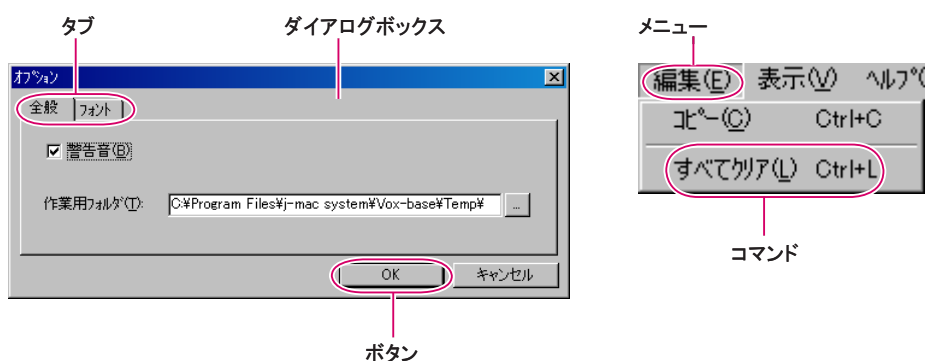 タブ
ダイアログボックス
メニュー
オプション
全般 フォント
警告音(B)
作業用フォルダ(T): C:¥Program Files¥j-mac system¥Vox-base¥Temp¥ ...
OK キャンセル
ボタン
編集(E) 表示(V) ヘルプ(
コピー(C) Ctrl+C
すべてクリア(L) Ctrl+L
コマンド